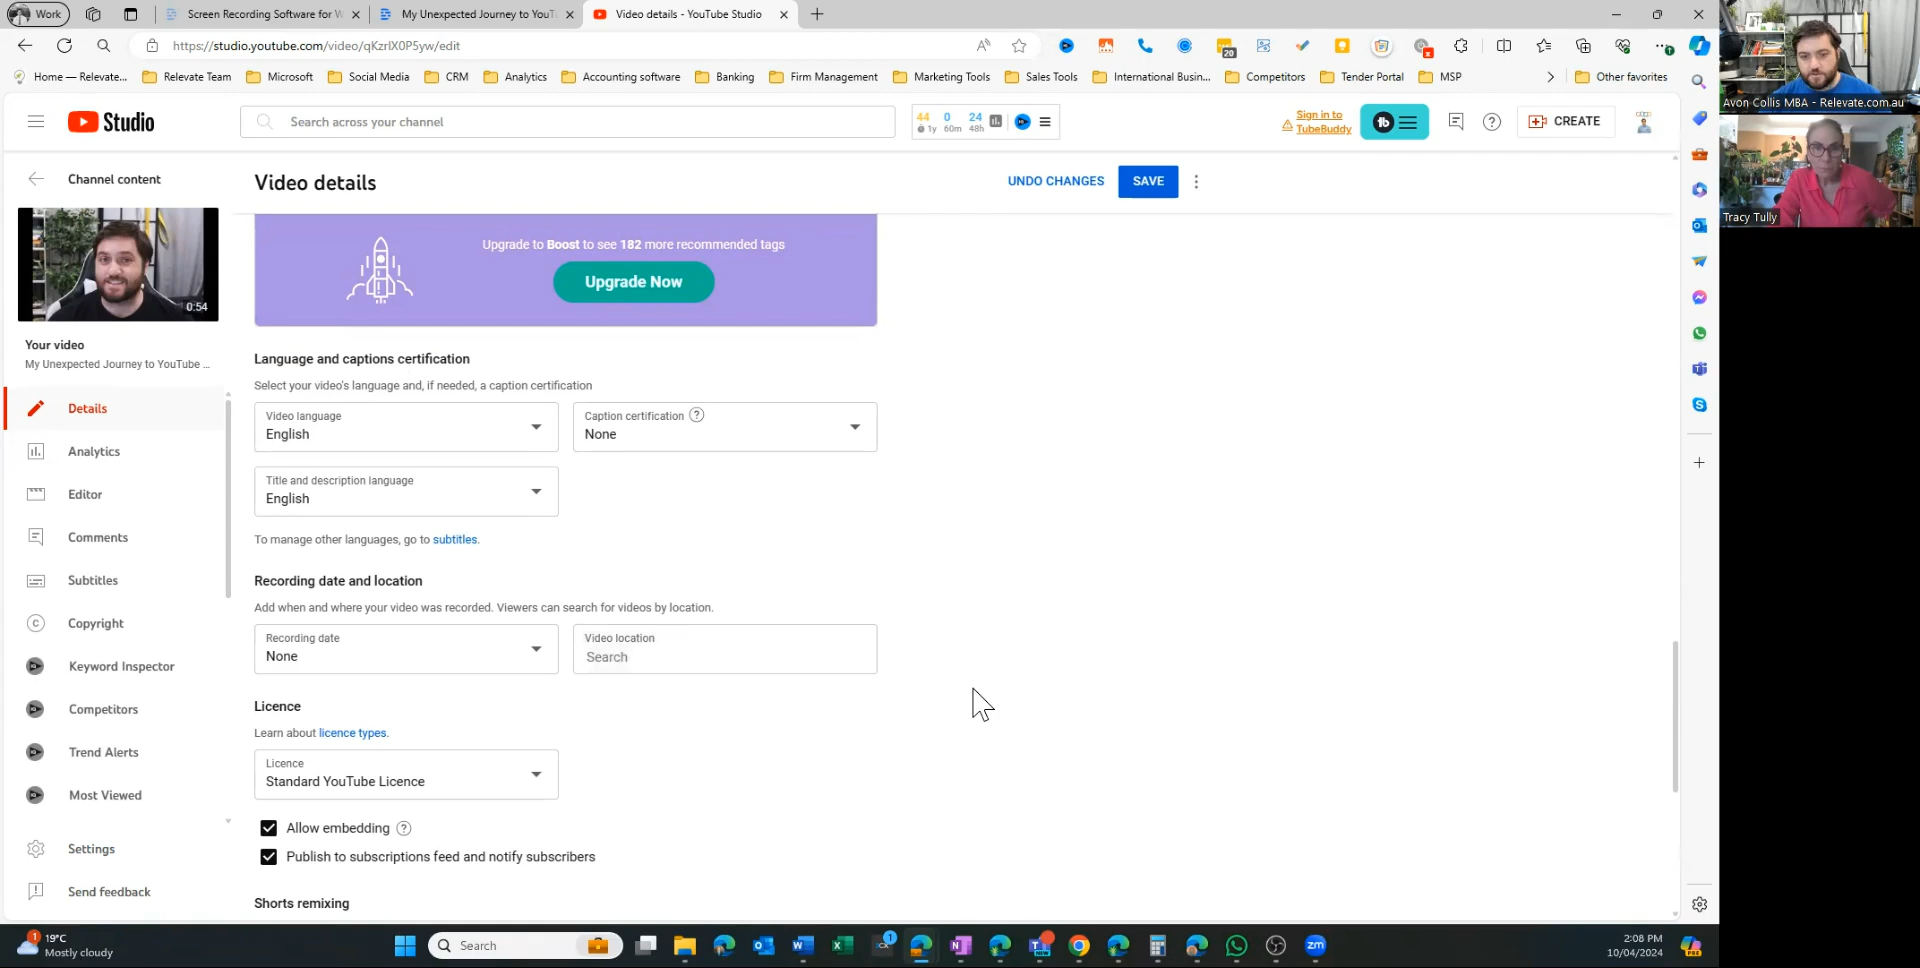 Work
Screen Recording Software for W
My Unexpected Journey to YouTu
Video details - YouTube Studio
https://studio.youtube.com/video/qKzrlX0P5yw/edit
20
Home — Relevate...
Relevate Team
Microsoft
Social Media
CRM
Analytics
Accounting software
Banking
Firm Management
Marketing Tools
Sales Tools
International Busin...
Competitors
Tender Portal
MSP
Other favorites
Studio
Search across your channel
44 0 24
1y 60m 48h
Sign in to
TubeBuddy
tb
CREATE
Channel content
0:54
Your video
My Unexpected Journey to YouTube ...
Details
Analytics
Editor
Comments
Subtitles
Copyright
Keyword Inspector
Competitors
Trend Alerts
Most Viewed
Settings
Send feedback
Video details
UNDO CHANGES
SAVE
Upgrade to Boost to see 182 more recommended tags
Upgrade Now
Language and captions certification
Select your video's language and, if needed, a caption certification
Video language
English
Caption certification
None
Title and description language
English
To manage other languages, go to subtitles.
Recording date and location
Add when and where your video was recorded. Viewers can search for videos by location.
Recording date
None
Video location
Search
Licence
Learn about licence types.
Licence
Standard YouTube Licence
Allow embedding
Publish to subscriptions feed and notify subscribers
Shorts remixing
Avon Collis MBA - Relevate.com.au
Tracy Tully
1
19°C
Mostly cloudy
Search
1
zm
2:08 PM
10/04/2024